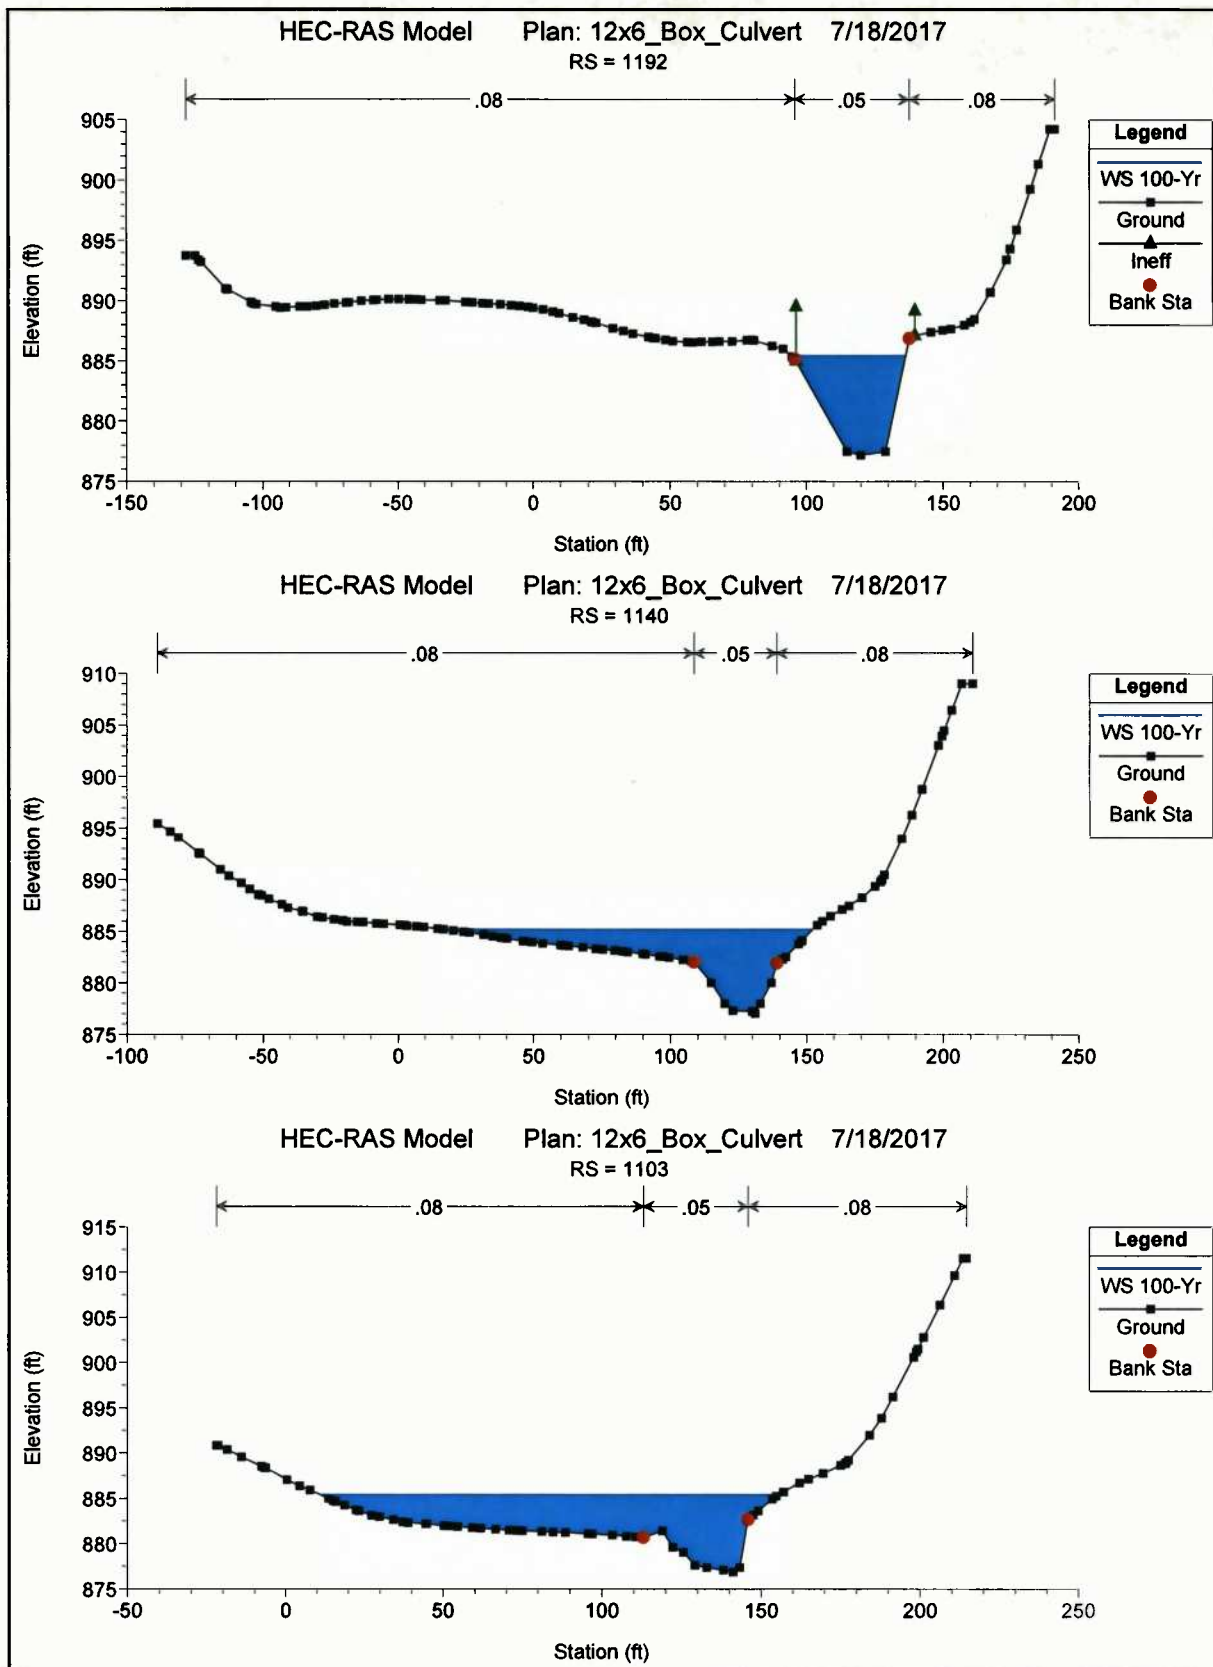 HEC-RAS Model Plan: 12x6_Box_Culvert 7/18/2017
RS = 1192
.08 .05 .08
905
900
895
890
885
880
875
Elevation (ft)
-150 -100 -50 0 50 100 150 200
Station (ft)
Legend
WS 100-Yr
Ground
Ineff
Bank Sta
HEC-RAS Model Plan: 12x6_Box_Culvert 7/18/2017
RS = 1140
.08 .05 .08
910
905
900
895
890
885
880
875
Elevation (ft)
-100 -50 0 50 100 150 200 250
Station (ft)
Legend
WS 100-Yr
Ground
Bank Sta
HEC-RAS Model Plan: 12x6_Box_Culvert 7/18/2017
RS = 1103
.08 .05 .08
915
910
905
900
895
890
885
880
875
Elevation (ft)
-50 0 50 100 150 200 250
Station (ft)
Legend
WS 100-Yr
Ground
Bank Sta